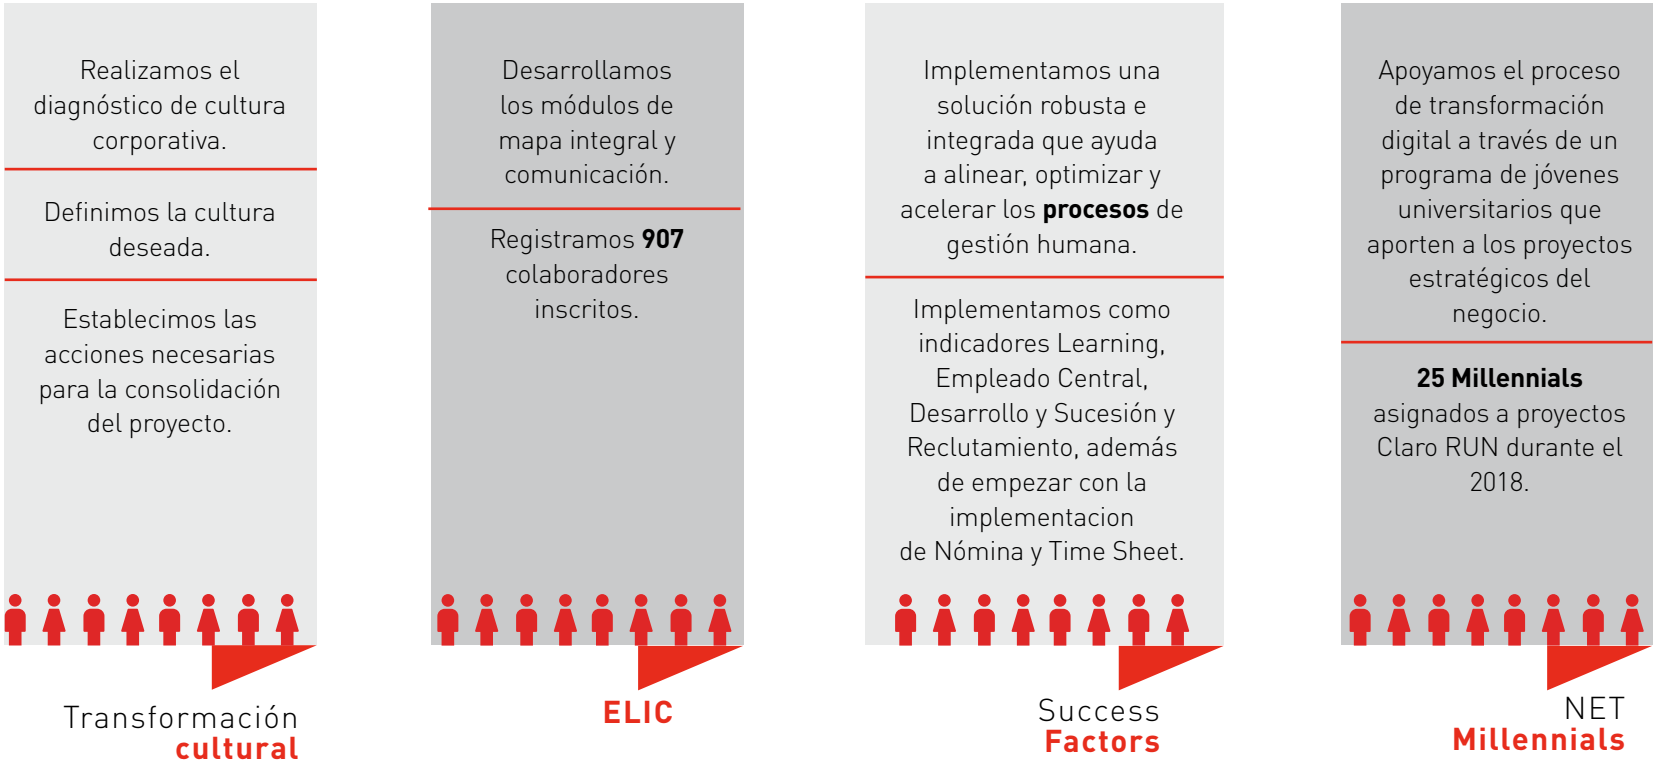 Realizamos el
diagnóstico de cultura
corporativa.
Definimos la cultura
deseada.
Establecimos las
acciones necesarias
para la consolidación
del proyecto.
Transformación
cultural
Desarrollamos
los módulos de
mapa integral y
comunicación.
Registramos 907
colaboradores
inscritos.
ELIC
Implementamos una
solución robusta e
integrada que ayuda
a alinear, optimizar y
acelerar los procesos de
gestión humana.
Implementamos como
indicadores Learning,
Empleado Central,
Desarrollo y Sucesión y
Reclutamiento, además
de empezar con la
implementacion
de Nómina y Time Sheet.
Success
Factors
Apoyamos el proceso
de transformación
digital a través de un
programa de jóvenes
universitarios que
aporten a los proyectos
estratégicos del
negocio.
25 Millennials
asignados a proyectos
Claro RUN durante el
2018.
NET
Millennials